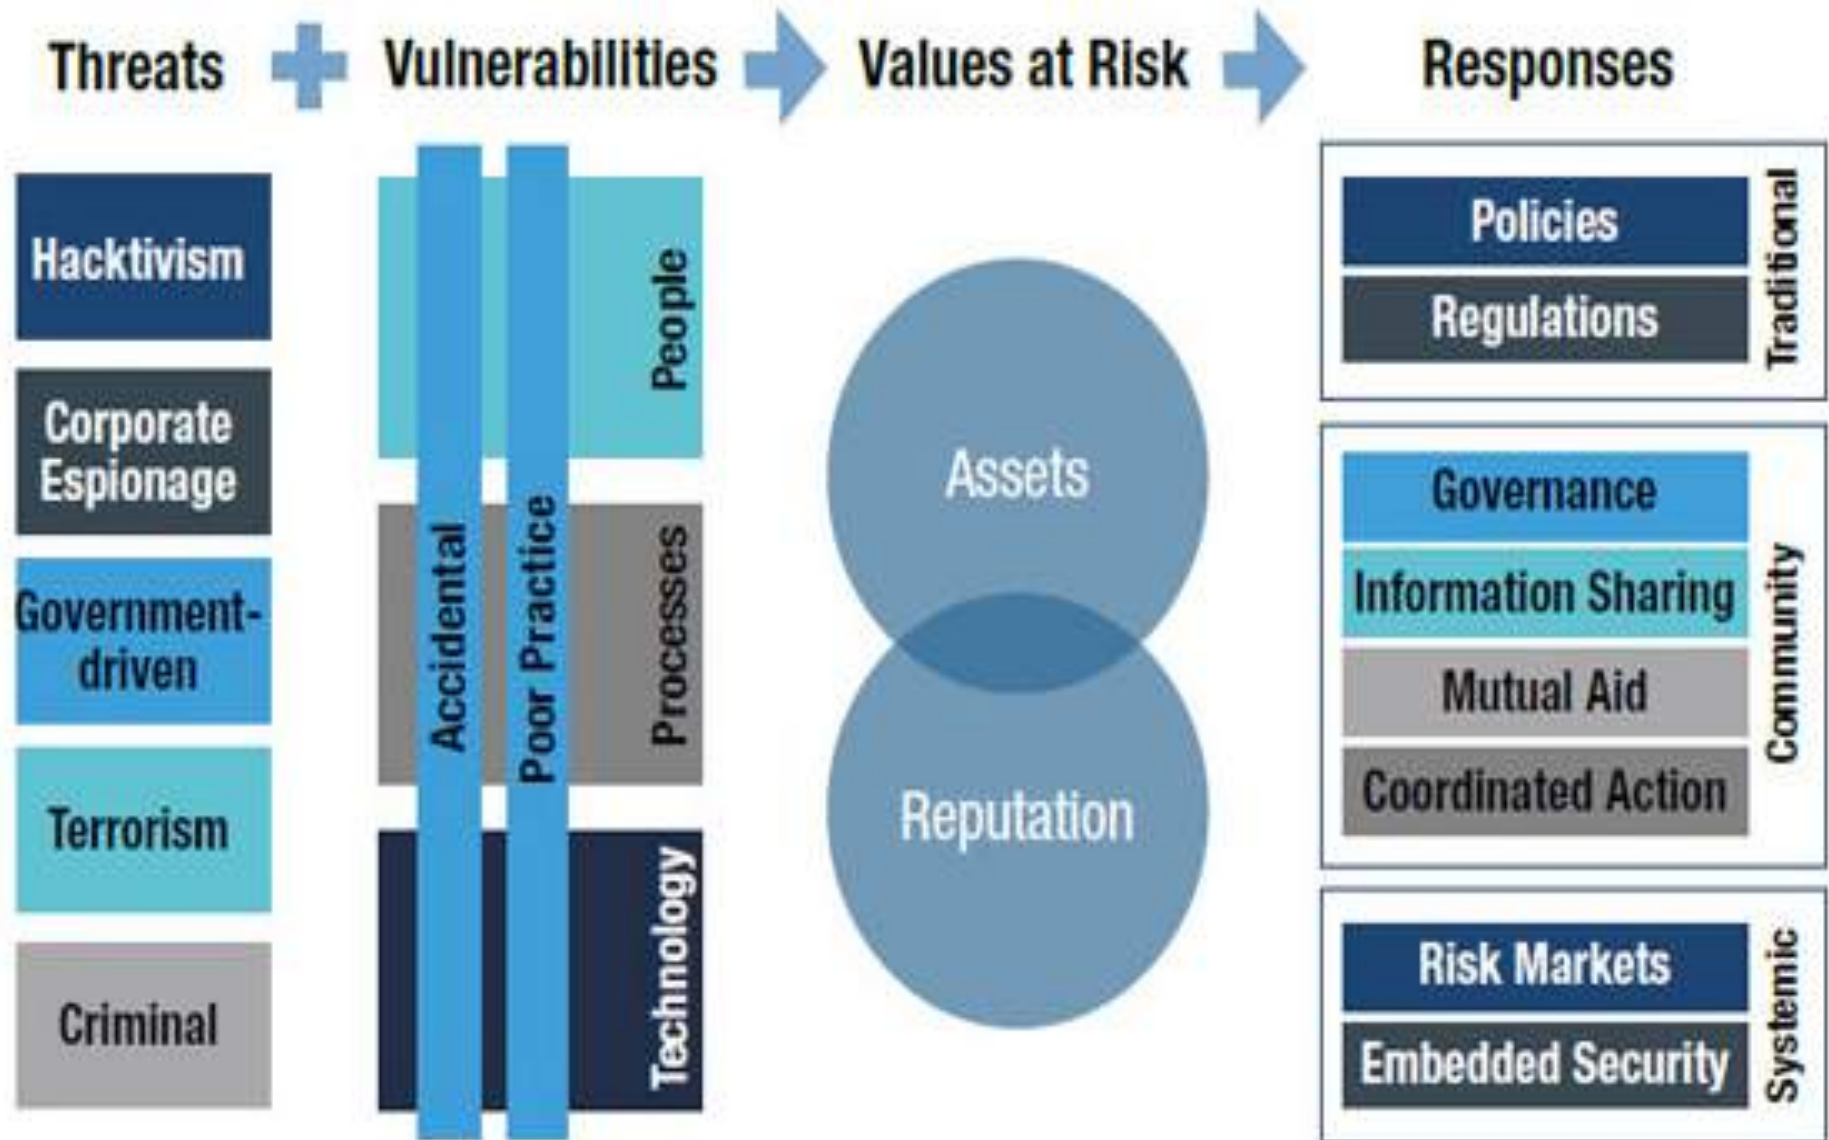 Threats
Vulnerabilities
Values at Risk
Responses
Hacktivism
Corporate
Espionage
Government-
driven
Terrorism
Criminal
Accidental
Poor Practice
People
Processes
Technology
Assets
Reputation
Policies
Regulations
Traditional
Governance
Information Sharing
Mutual Aid
Coordinated Action
Community
Risk Markets
Embedded Security
Systemic